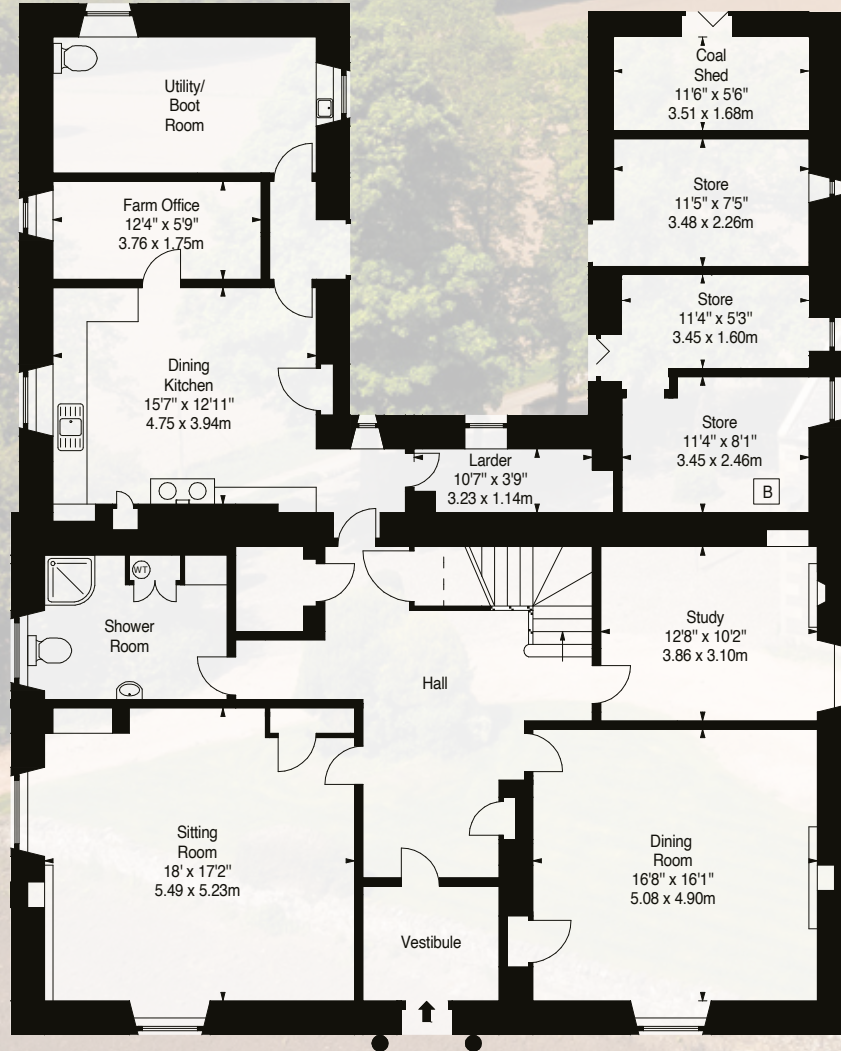 Utility/
Boot
Room
Coal
Shed
11'6" x 5'6"
3.51 x 1.68m
Store
11'5" x 7'5"
3.48 x 2.26m
Farm Office
12'4" x 5'9"
3.76 x 1.75m
Store
11'4" x 5'3"
3.45 x 1.60m
Dining
Kitchen
15'7" x 12'11"
4.75 x 3.94m
Store
11'4" x 8'1"
3.45 x 2.46m
B
Larder
10'7" x 3'9"
3.23 x 1.14m
WT
Shower
Room
Study
12'8" x 10'2"
3.86 x 3.10m
Hall
Sitting
Room
18' x 17'2"
5.49 x 5.23m
Dining
Room
16'8" x 16'1"
5.08 x 4.90m
Vestibule